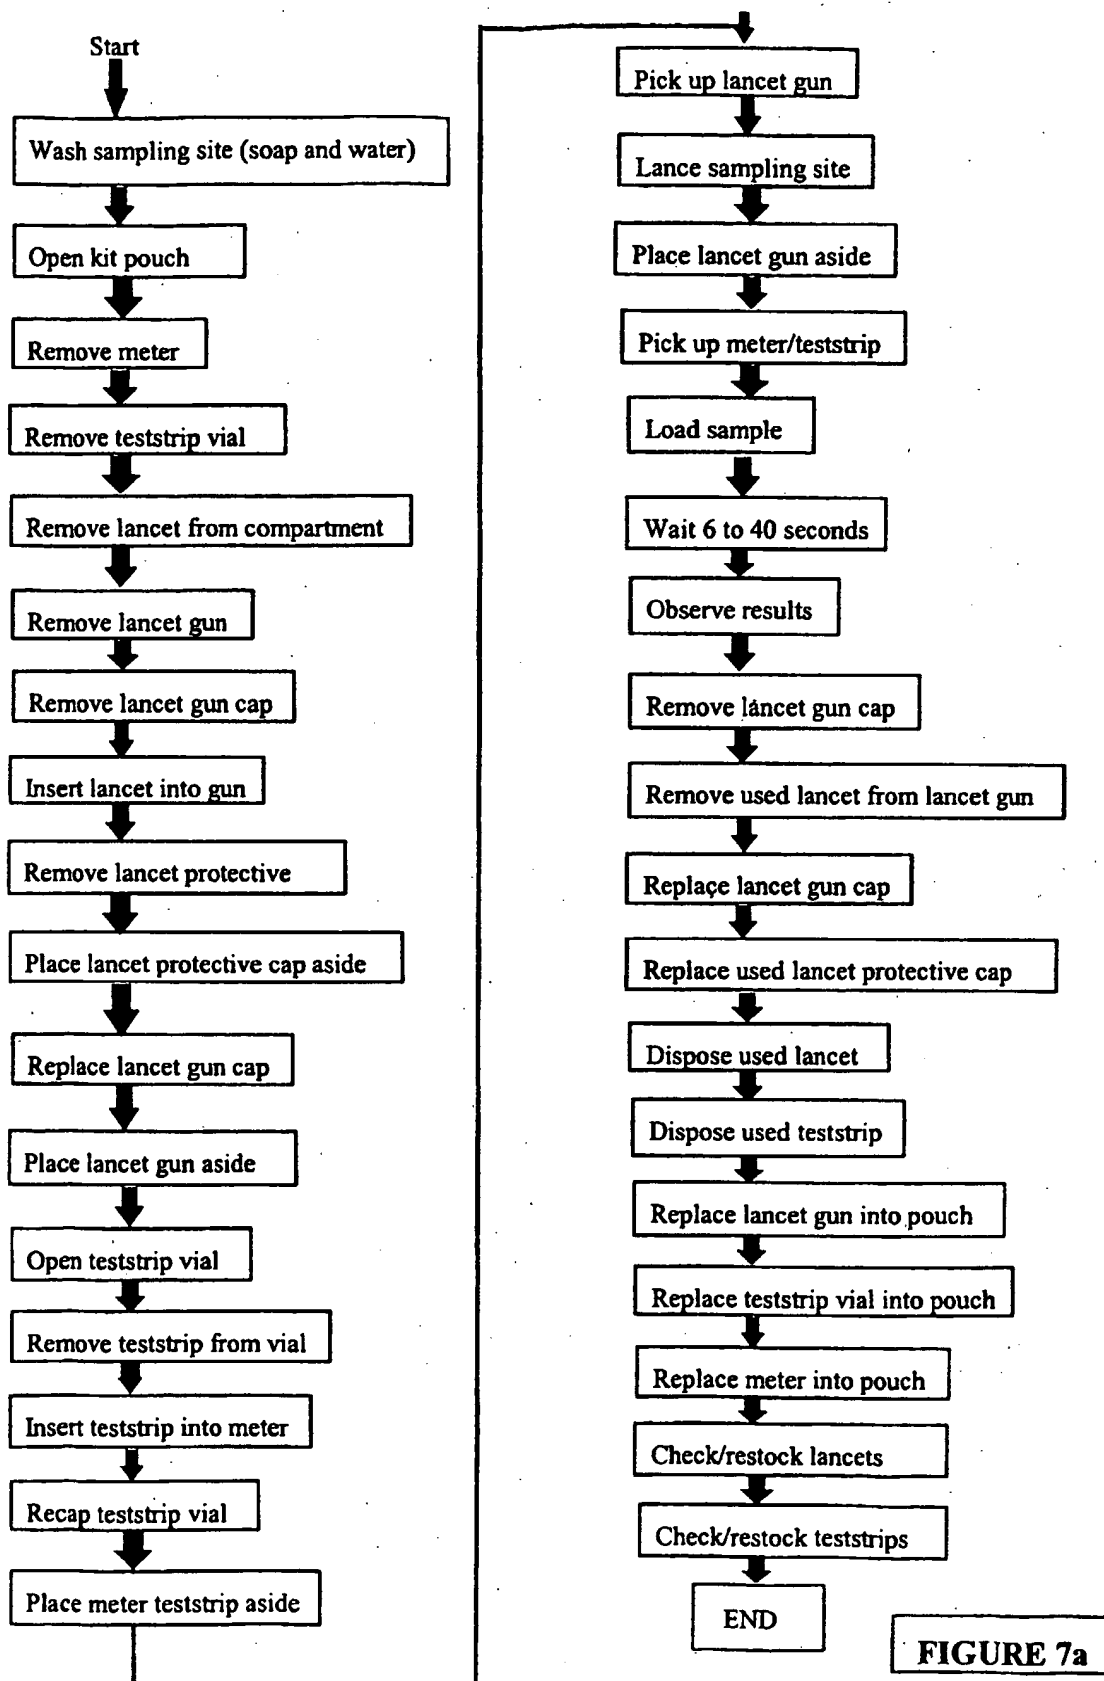 Start
Wash sampling site (soap and water)
Open kit pouch
Remove meter
Remove teststrip vial
Remove lancet from compartment
Remove lancet gun
Remove lancet gun cap
Insert lancet into gun
Remove lancet protective
Place lancet protective cap aside
Replace lancet gun cap
Place lancet gun aside
Open teststrip vial
Remove teststrip from vial
Insert teststrip into meter
Recap teststrip vial
Place meter teststrip aside
Pick up lancet gun
Lance sampling site
Place lancet gun aside
Pick up meter/teststrip
Load sample
Wait 6 to 40 seconds
Observe results
Remove lancet gun cap
Remove used lancet from lancet gun
Replace lancet gun cap
Replace used lancet protective cap
Dispose used lancet
Dispose used teststrip
Replace lancet gun into pouch
Replace teststrip vial into pouch
Replace meter into pouch
Check/restock lancets
Check/restock teststrips
END
FIGURE 7a